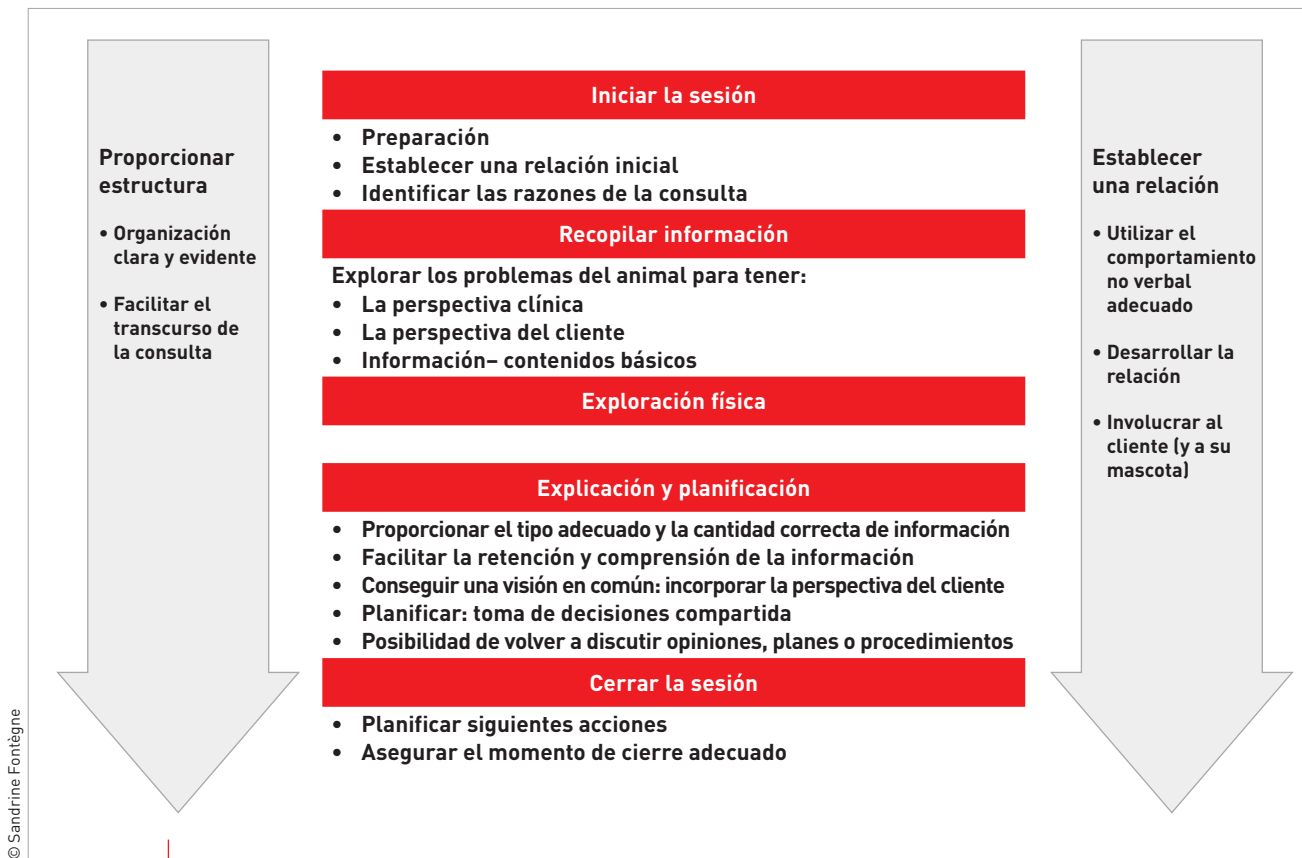 Proporcionar
estructura
• Organización
clara y evidente
• Facilitar el
transcurso de
la consulta
Iniciar la sesión
• Preparación
• Establecer una relación inicial
• Identificar las razones de la consulta
Recopilar información
Explorar los problemas del animal para tener:
• La perspectiva clínica
• La perspectiva del cliente
• Información– contenidos básicos
Exploración física
Explicación y planificación
• Proporcionar el tipo adecuado y la cantidad correcta de información
• Facilitar la retención y comprensión de la información
• Conseguir una visión en común: incorporar la perspectiva del cliente
• Planificar: toma de decisiones compartida
• Posibilidad de volver a discutir opiniones, planes o procedimientos
Cerrar la sesión
• Planificar siguientes acciones
• Asegurar el momento de cierre adecuado
Establecer
una relación
• Utilizar el
comportamiento
no verbal
adecuado
• Desarrollar la
relación
• Involucrar al
cliente (y a su
mascota)
© Sandrine Fontègne